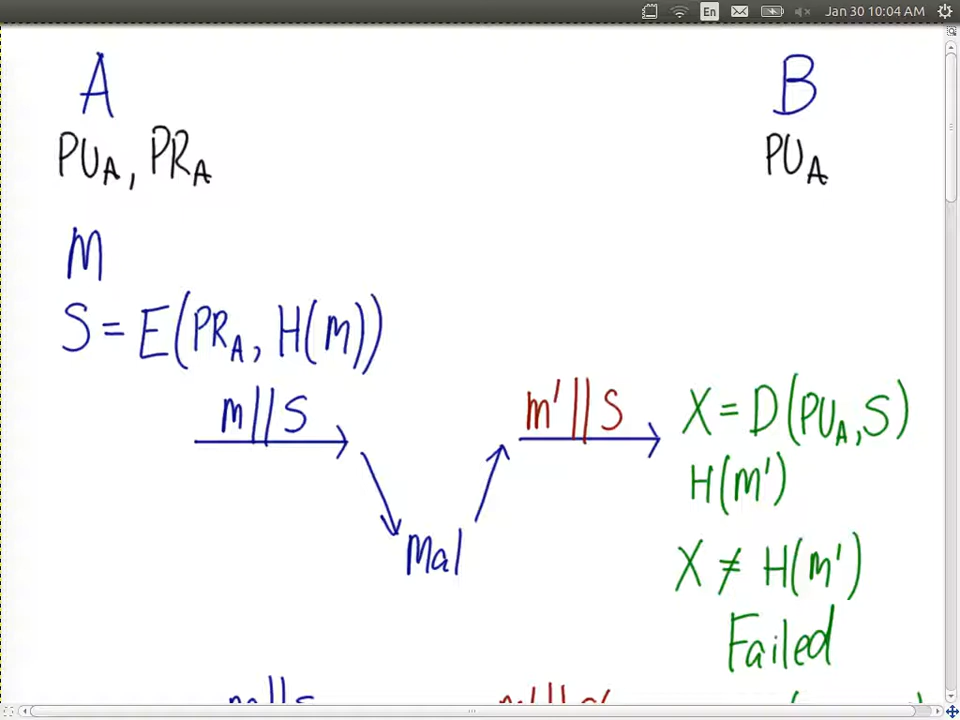 En Jan 30 10:04 AM
A B
PUA, PRA PUA
M
S = E(PRA, H(m))
m||S m'||S X = D(PUA, S)
H(m')
Mal X ≠ H(m')
Failed